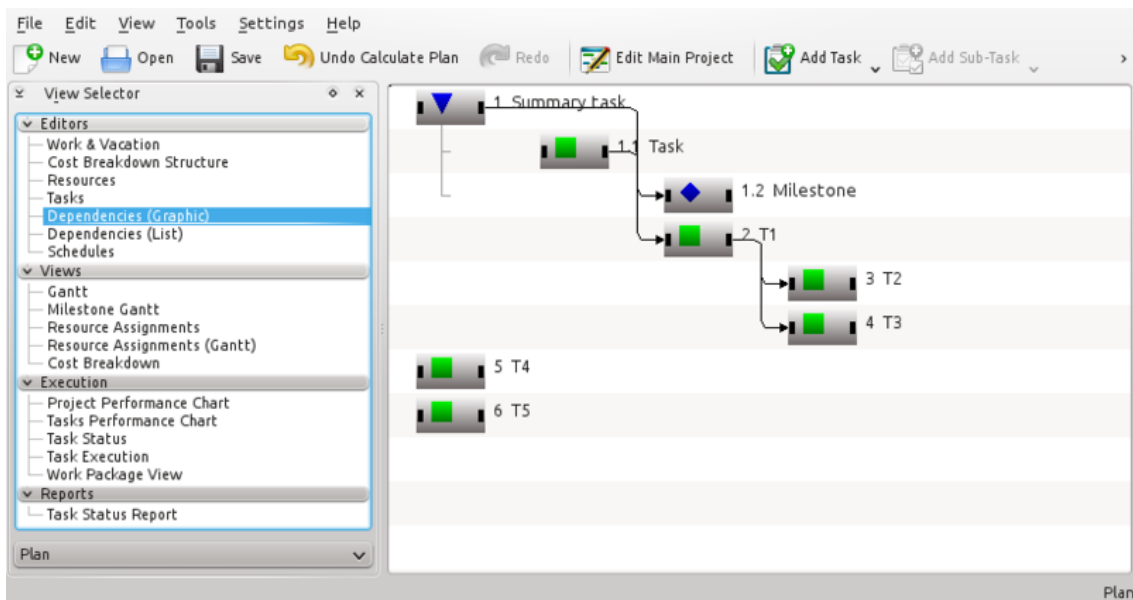 File Edit View Tools Settings Help
New Open Save Undo Calculate Plan Redo Edit Main Project Add Task Add Sub-Task
View Selector
Editors
Work & Vacation
Cost Breakdown Structure
Resources
Tasks
Dependencies (Graphic)
Dependencies (List)
Schedules
Views
Gantt
Milestone Gantt
Resource Assignments
Resource Assignments (Gantt)
Cost Breakdown
Execution
Project Performance Chart
Tasks Performance Chart
Task Status
Task Execution
Work Package View
Reports
Task Status Report
Plan
1 Summary task
1.1 Task
1.2 Milestone
2 T1
3 T2
4 T3
5 T4
6 T5
Plan